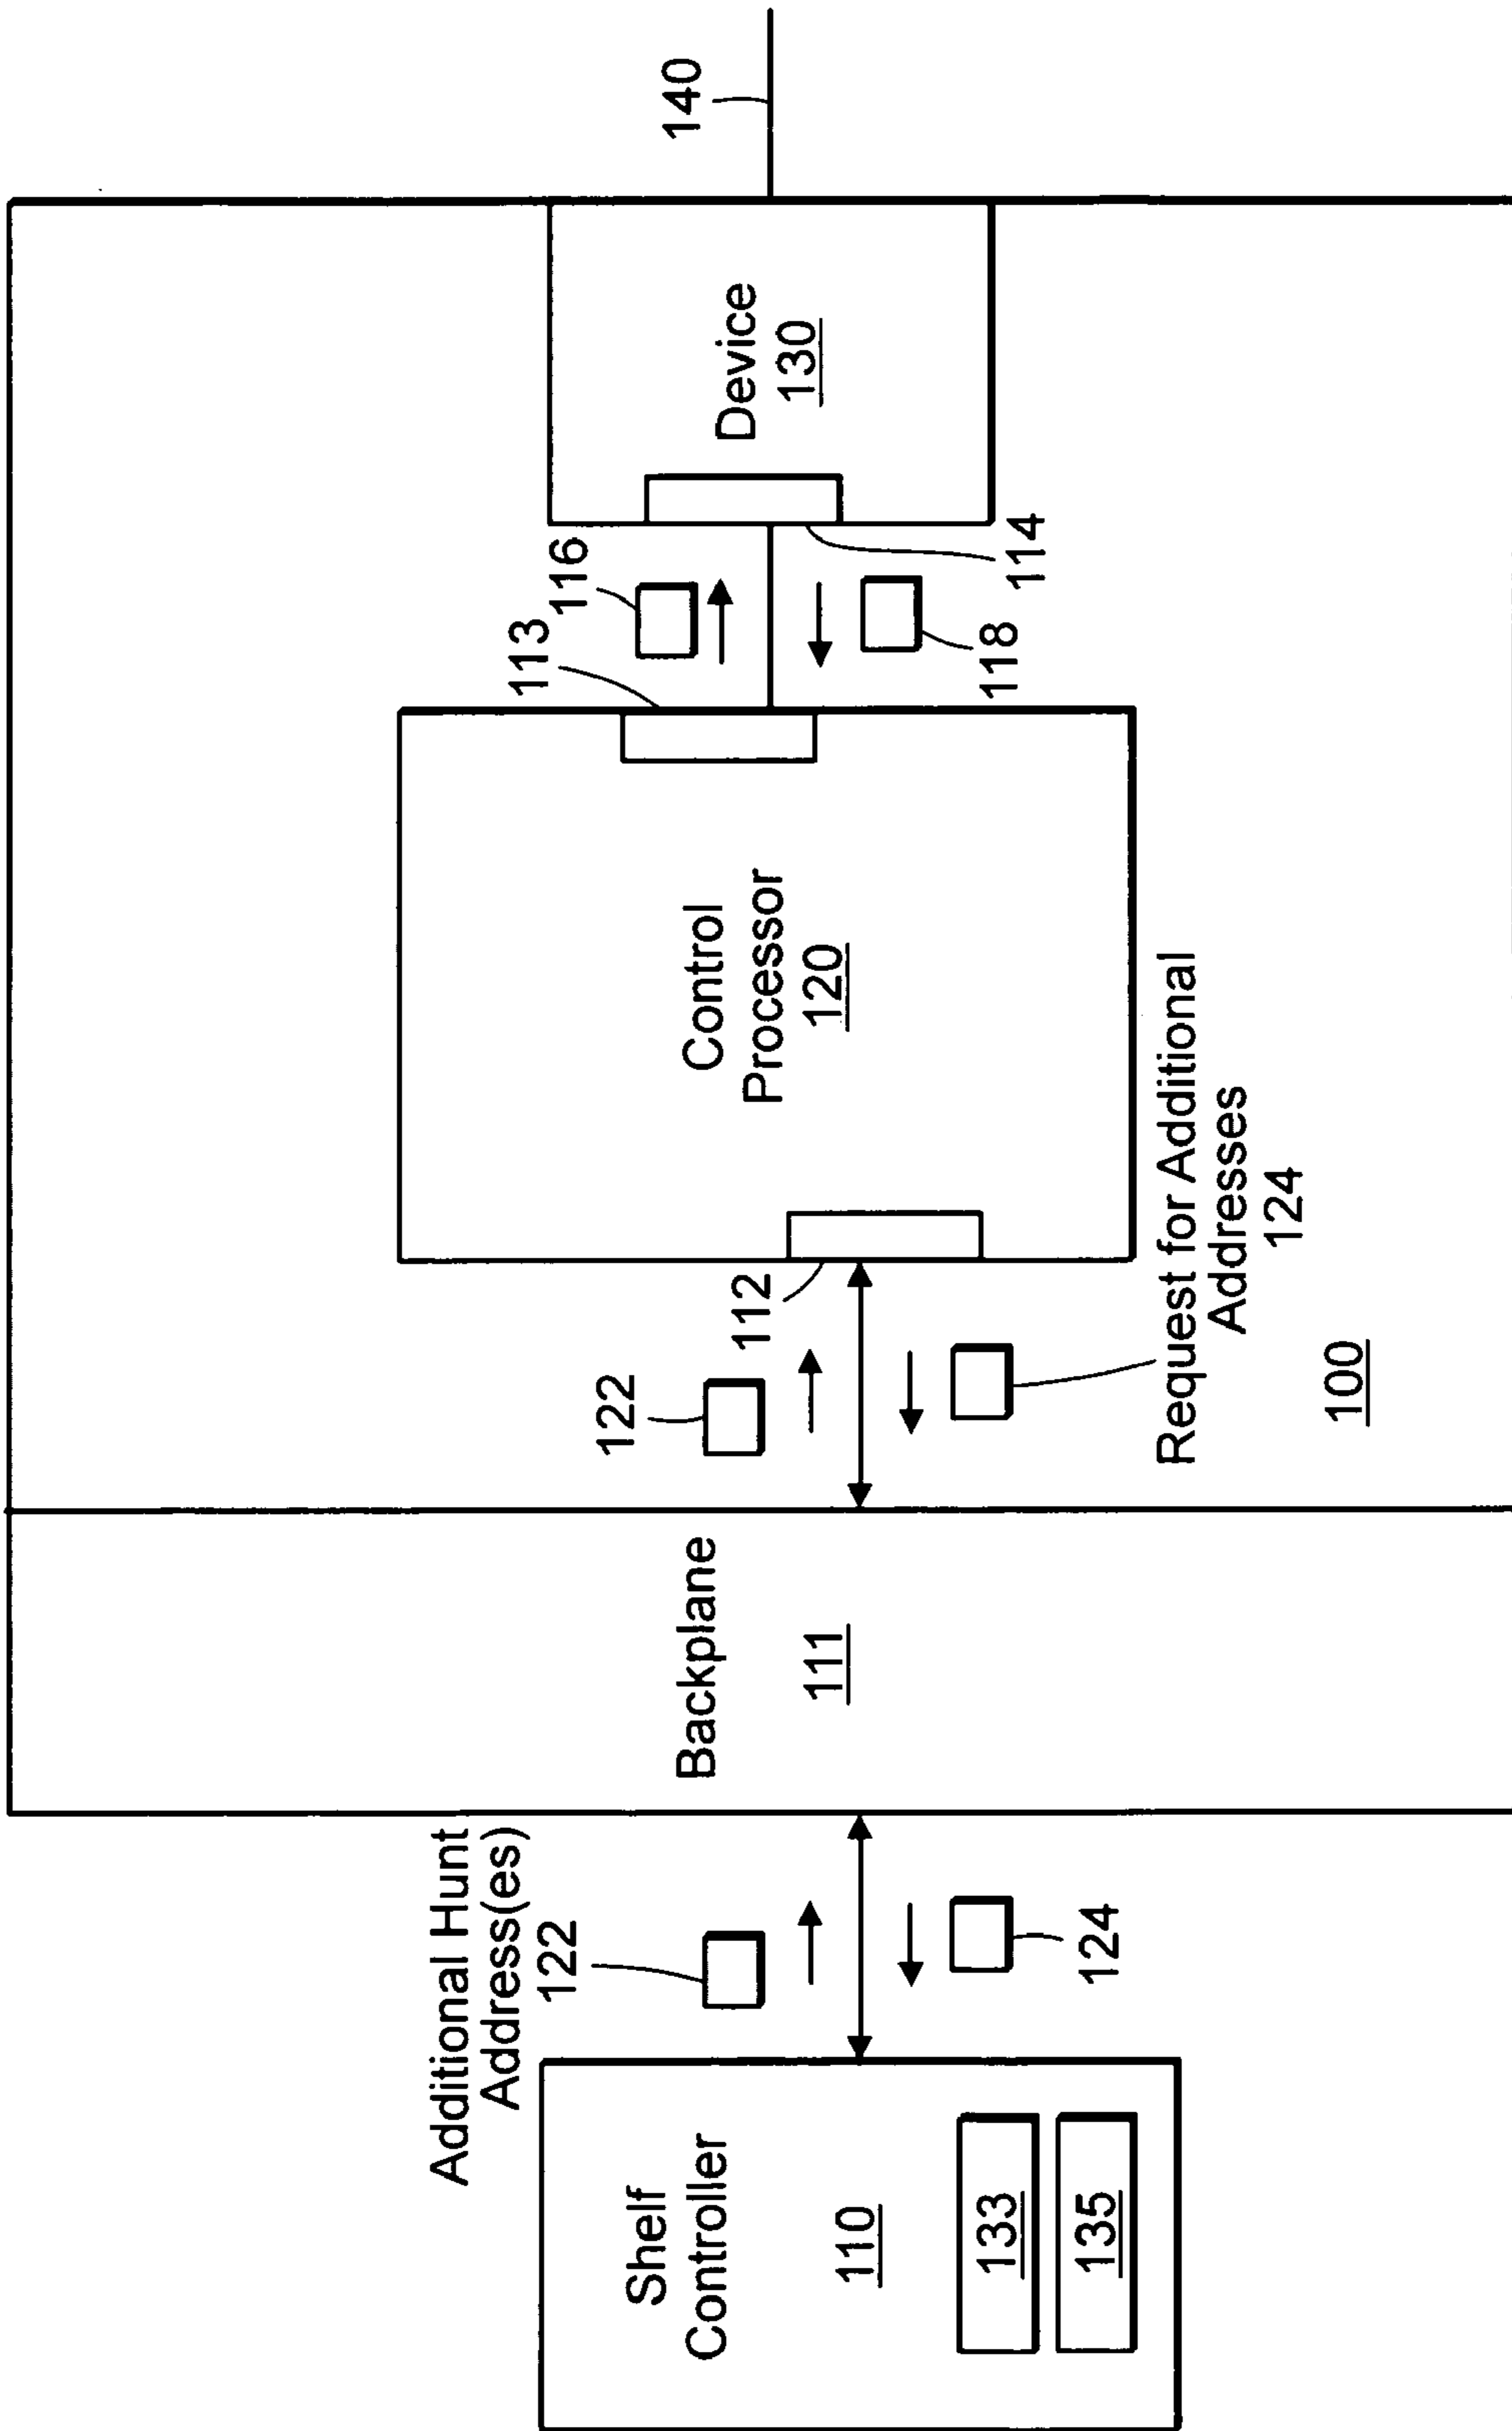 Additional Hunt
Address(es)
122
Shelf
Controller
110
133
135
124
Backplane
111
122
112
Request for Additional
Addresses
124
100
Control
Processor
120
113
116
118
114
Device
130
140